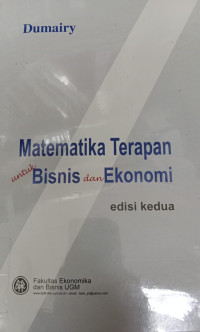 Dumairy
Matematika Terapan
untuk Bisnis dan Ekonomi
edisi kedua
Fakultas Ekonomika
dan Bisnis UGM